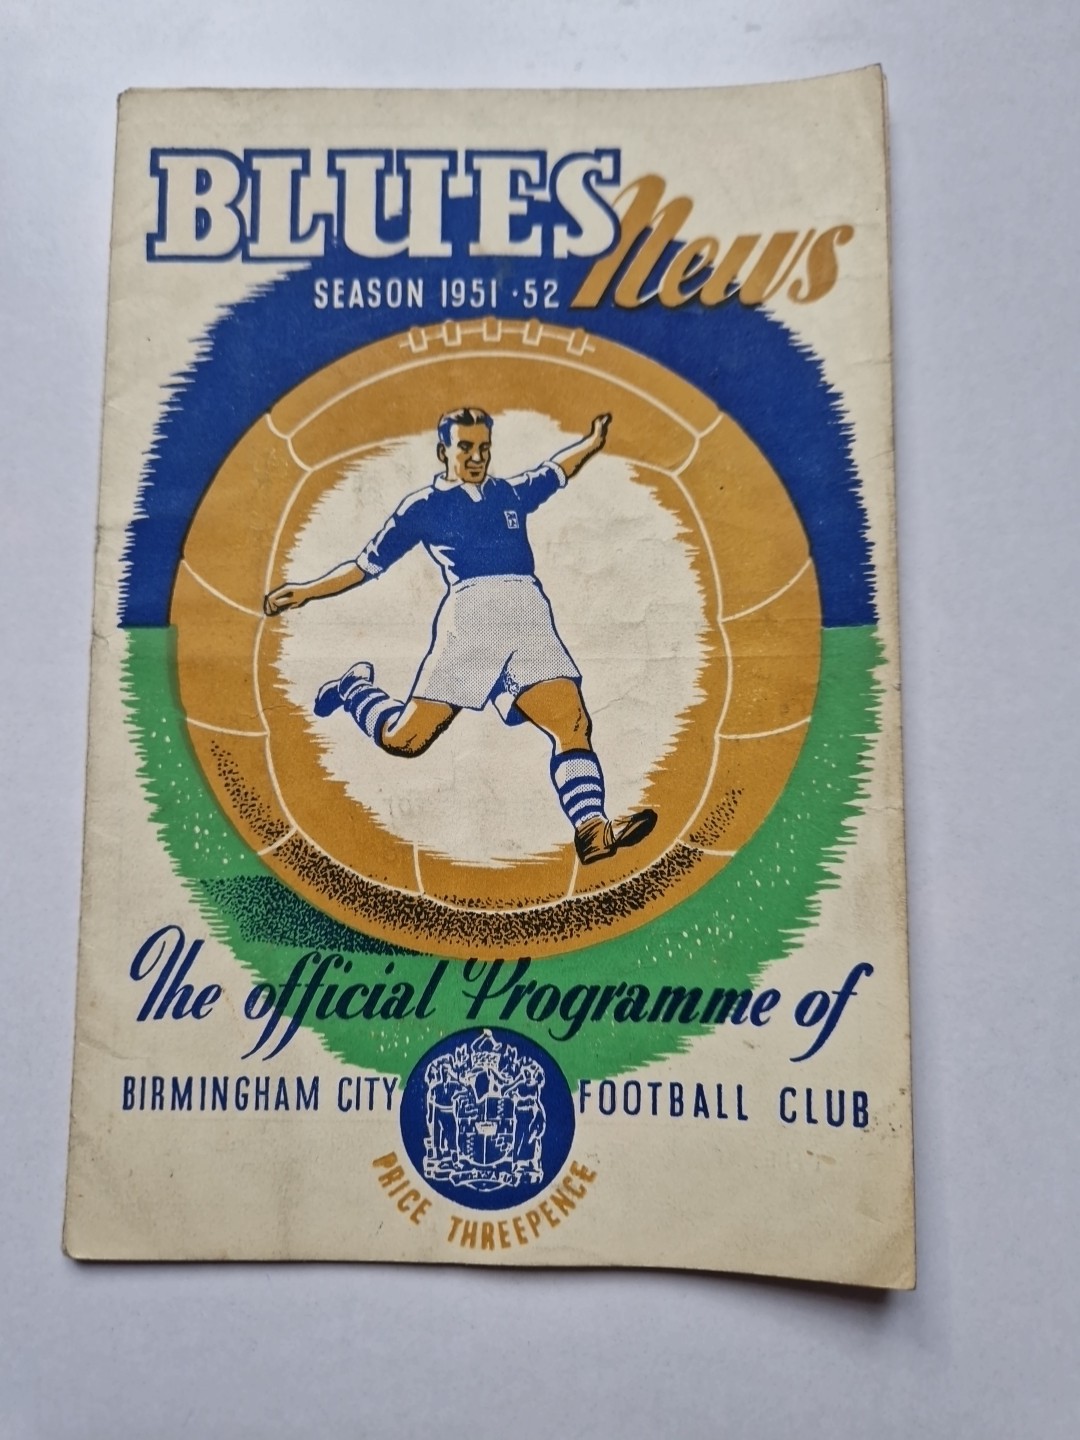 BLUES News
SEASON 1951-52
The official Programme of
BIRMINGHAM CITY FOOTBALL CLUB
PRICE THREEPENCE